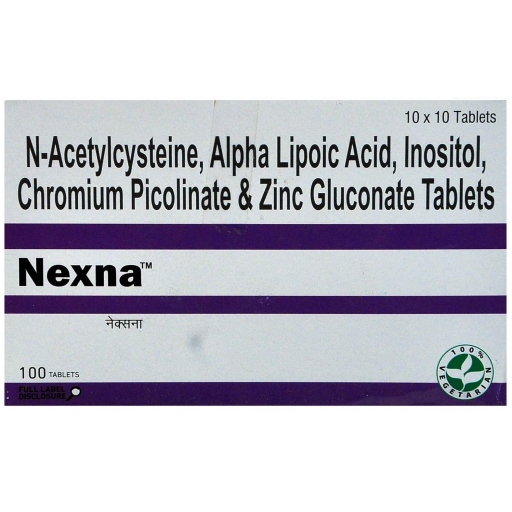 10 x 10 Tablets
N-Acetylcysteine, Alpha Lipoic Acid, Inositol,
Chromium Picolinate & Zinc Gluconate Tablets
Nexna™
नेक्सना
100 TABLETS
FULL LABEL
DISCLOSURE
100%
VEGETARIAN